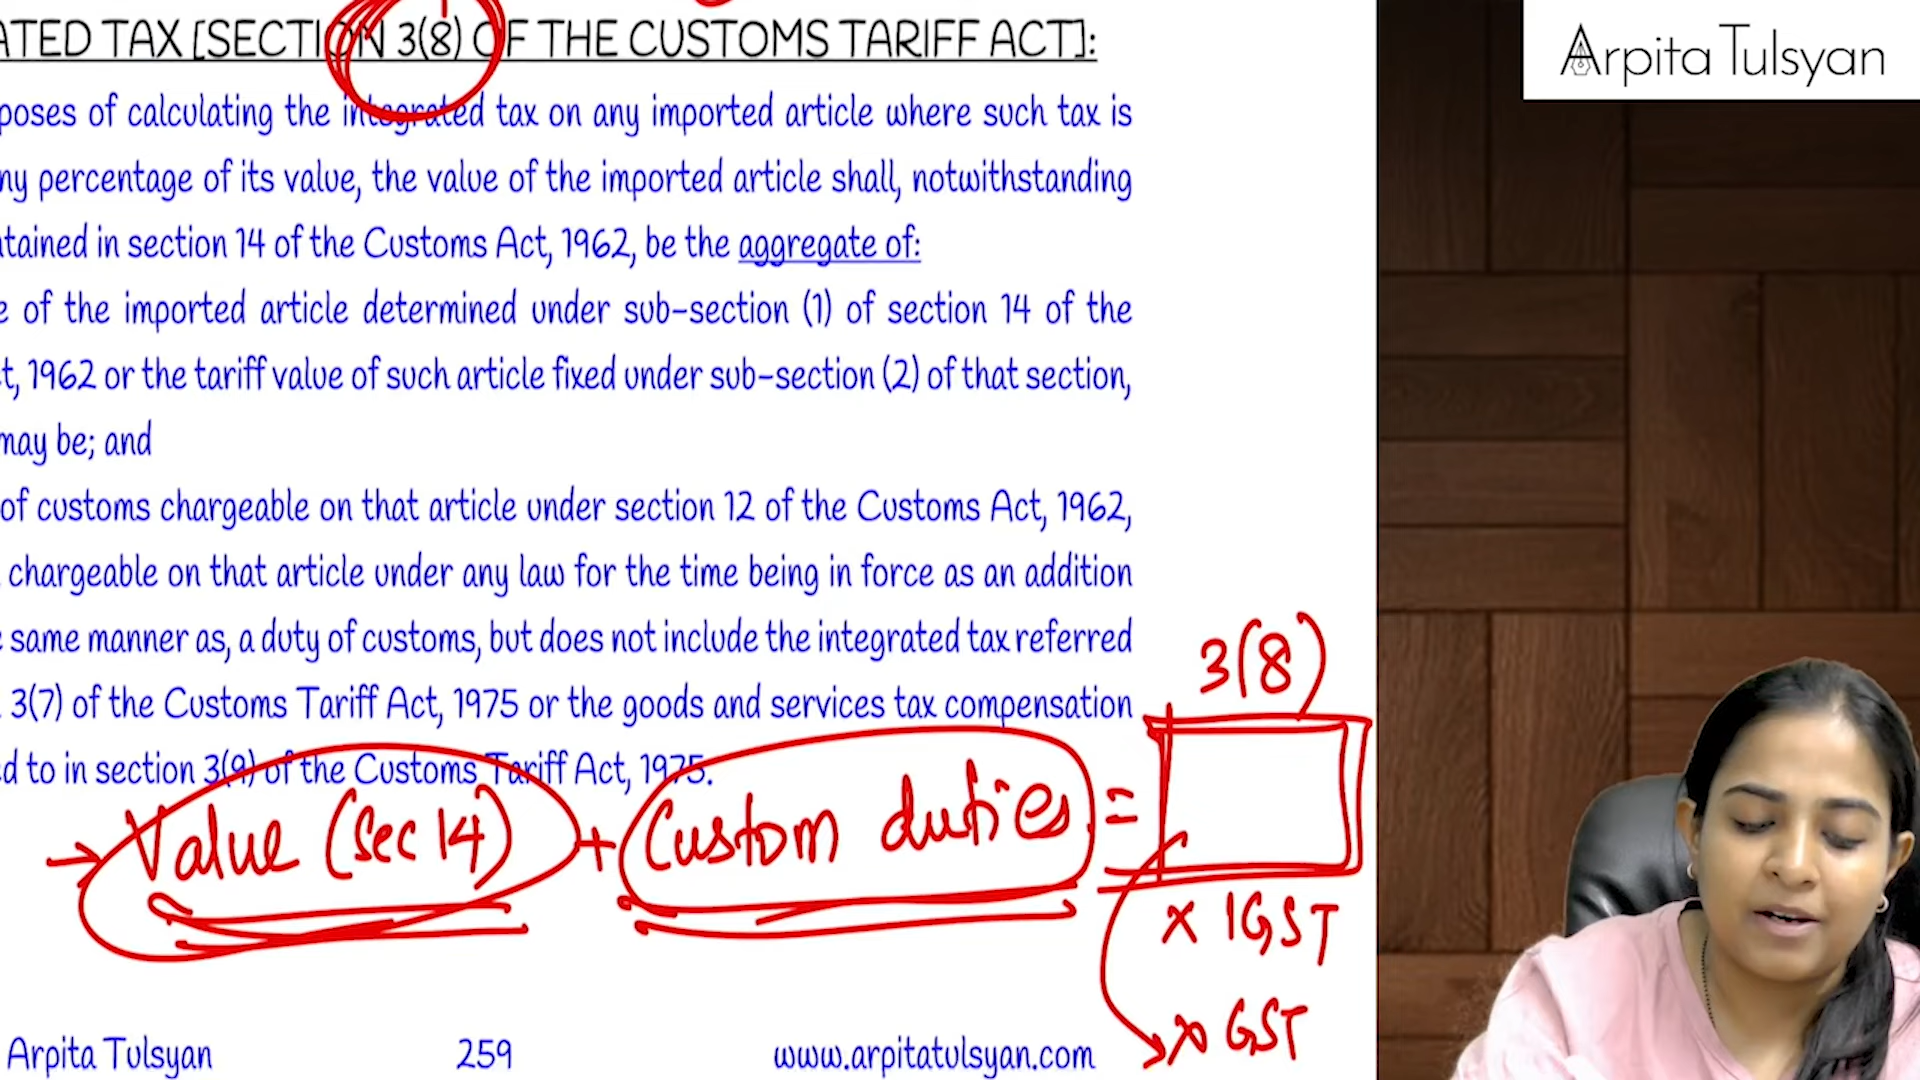 ATED TAX [SECTION 3(8) OF THE CUSTOMS TARIFF ACT]:
Arpita Tulsyan
poses of calculating the integrated tax on any imported article where such tax is
ny percentage of its value, the value of the imported article shall, notwithstanding
tained in section 14 of the Customs Act, 1962, be the aggregate of:
e of the imported article determined under sub-section (1) of section 14 of the
t, 1962 or the tariff value of such article fixed under sub-section (2) of that section,
may be; and
of customs chargeable on that article under section 12 of the Customs Act, 1962,
chargeable on that article under any law for the time being in force as an addition
e same manner as, a duty of customs, but does not include the integrated tax referred
3(7) of the Customs Tariff Act, 1975 or the goods and services tax compensation
d to in section 3(9) of the Customs Tariff Act, 1975.
3(8)
→ Value (Sec 14) + Custom duties =
x IGST
x GST
Arpita Tulsyan 259 www.arpitatulsyan.com